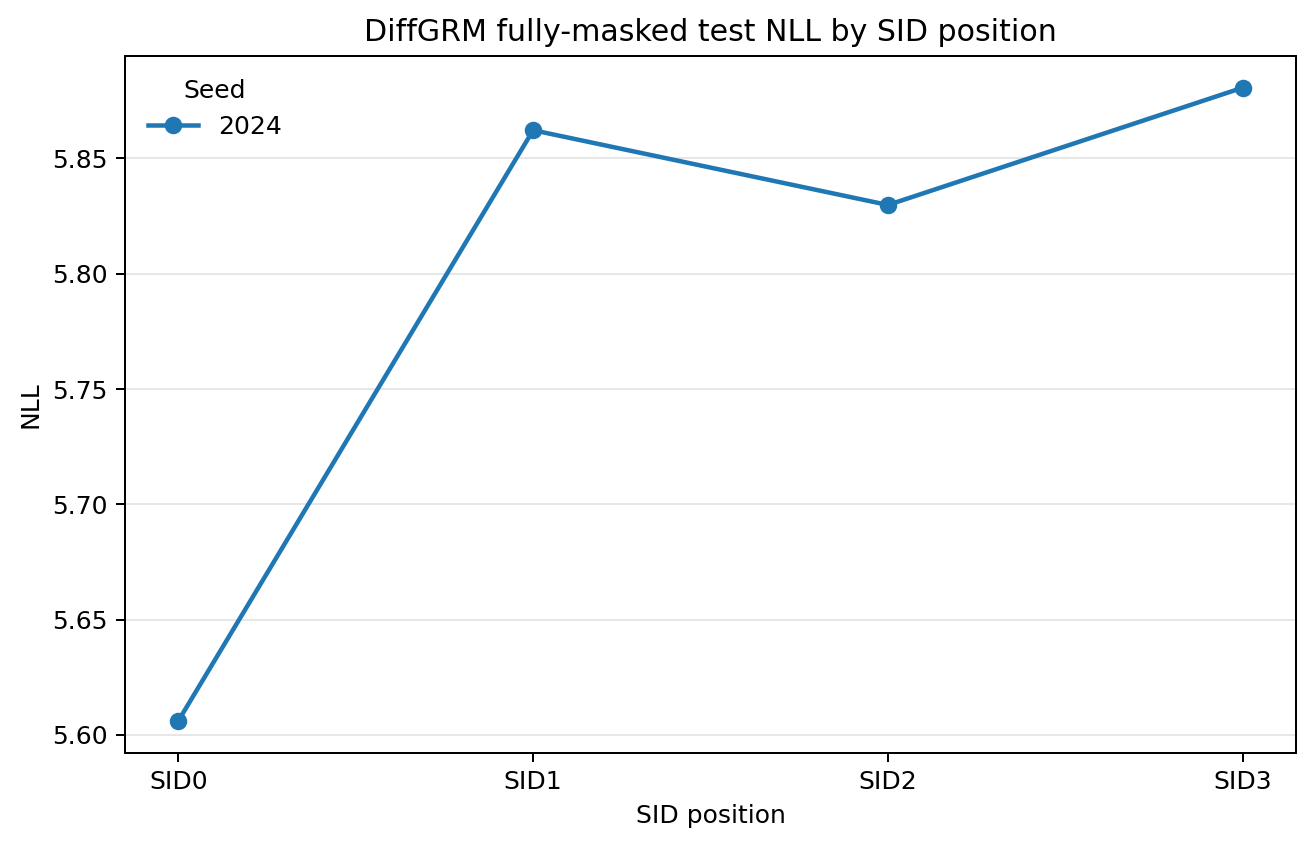 DiffGRM fully-masked test NLL by SID position
Seed
2024
5.85
5.80
5.75
5.70
5.65
5.60
NLL
SID0 SID1 SID2 SID3
SID position